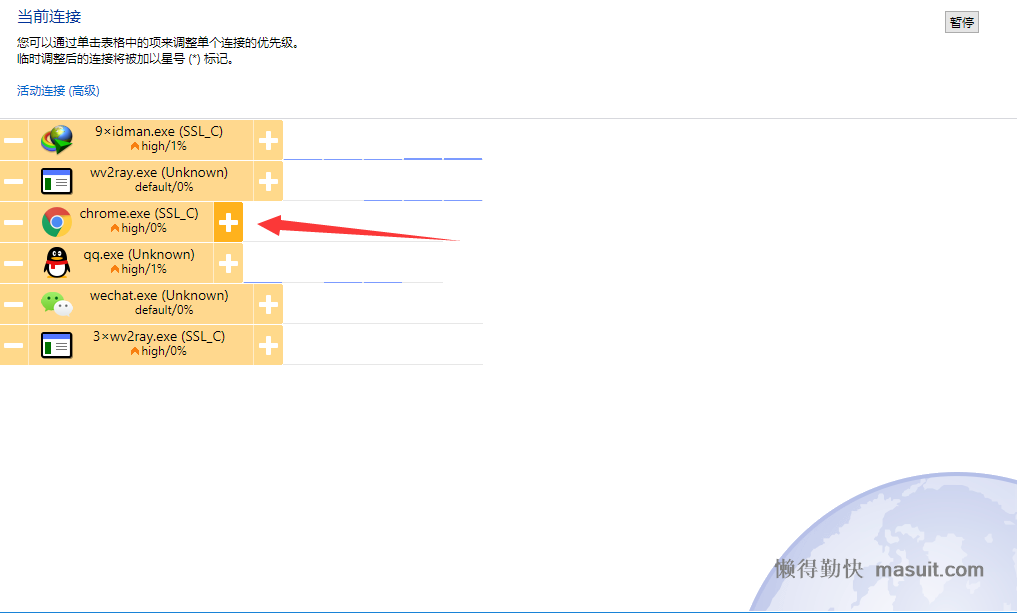 当前连接
暂停
您可以通过单击表格中的项来调整单个连接的优先级。
临时调整后的连接将被加以星号 (*) 标记。
活动连接 (高级)
9×idman.exe (SSL_C)
high/1%
wv2ray.exe (Unknown)
default/0%
chrome.exe (SSL_C)
high/0%
qq.exe (Unknown)
high/1%
wechat.exe (Unknown)
default/0%
3×wv2ray.exe (SSL_C)
high/0%
懒得勤快 masuit.com